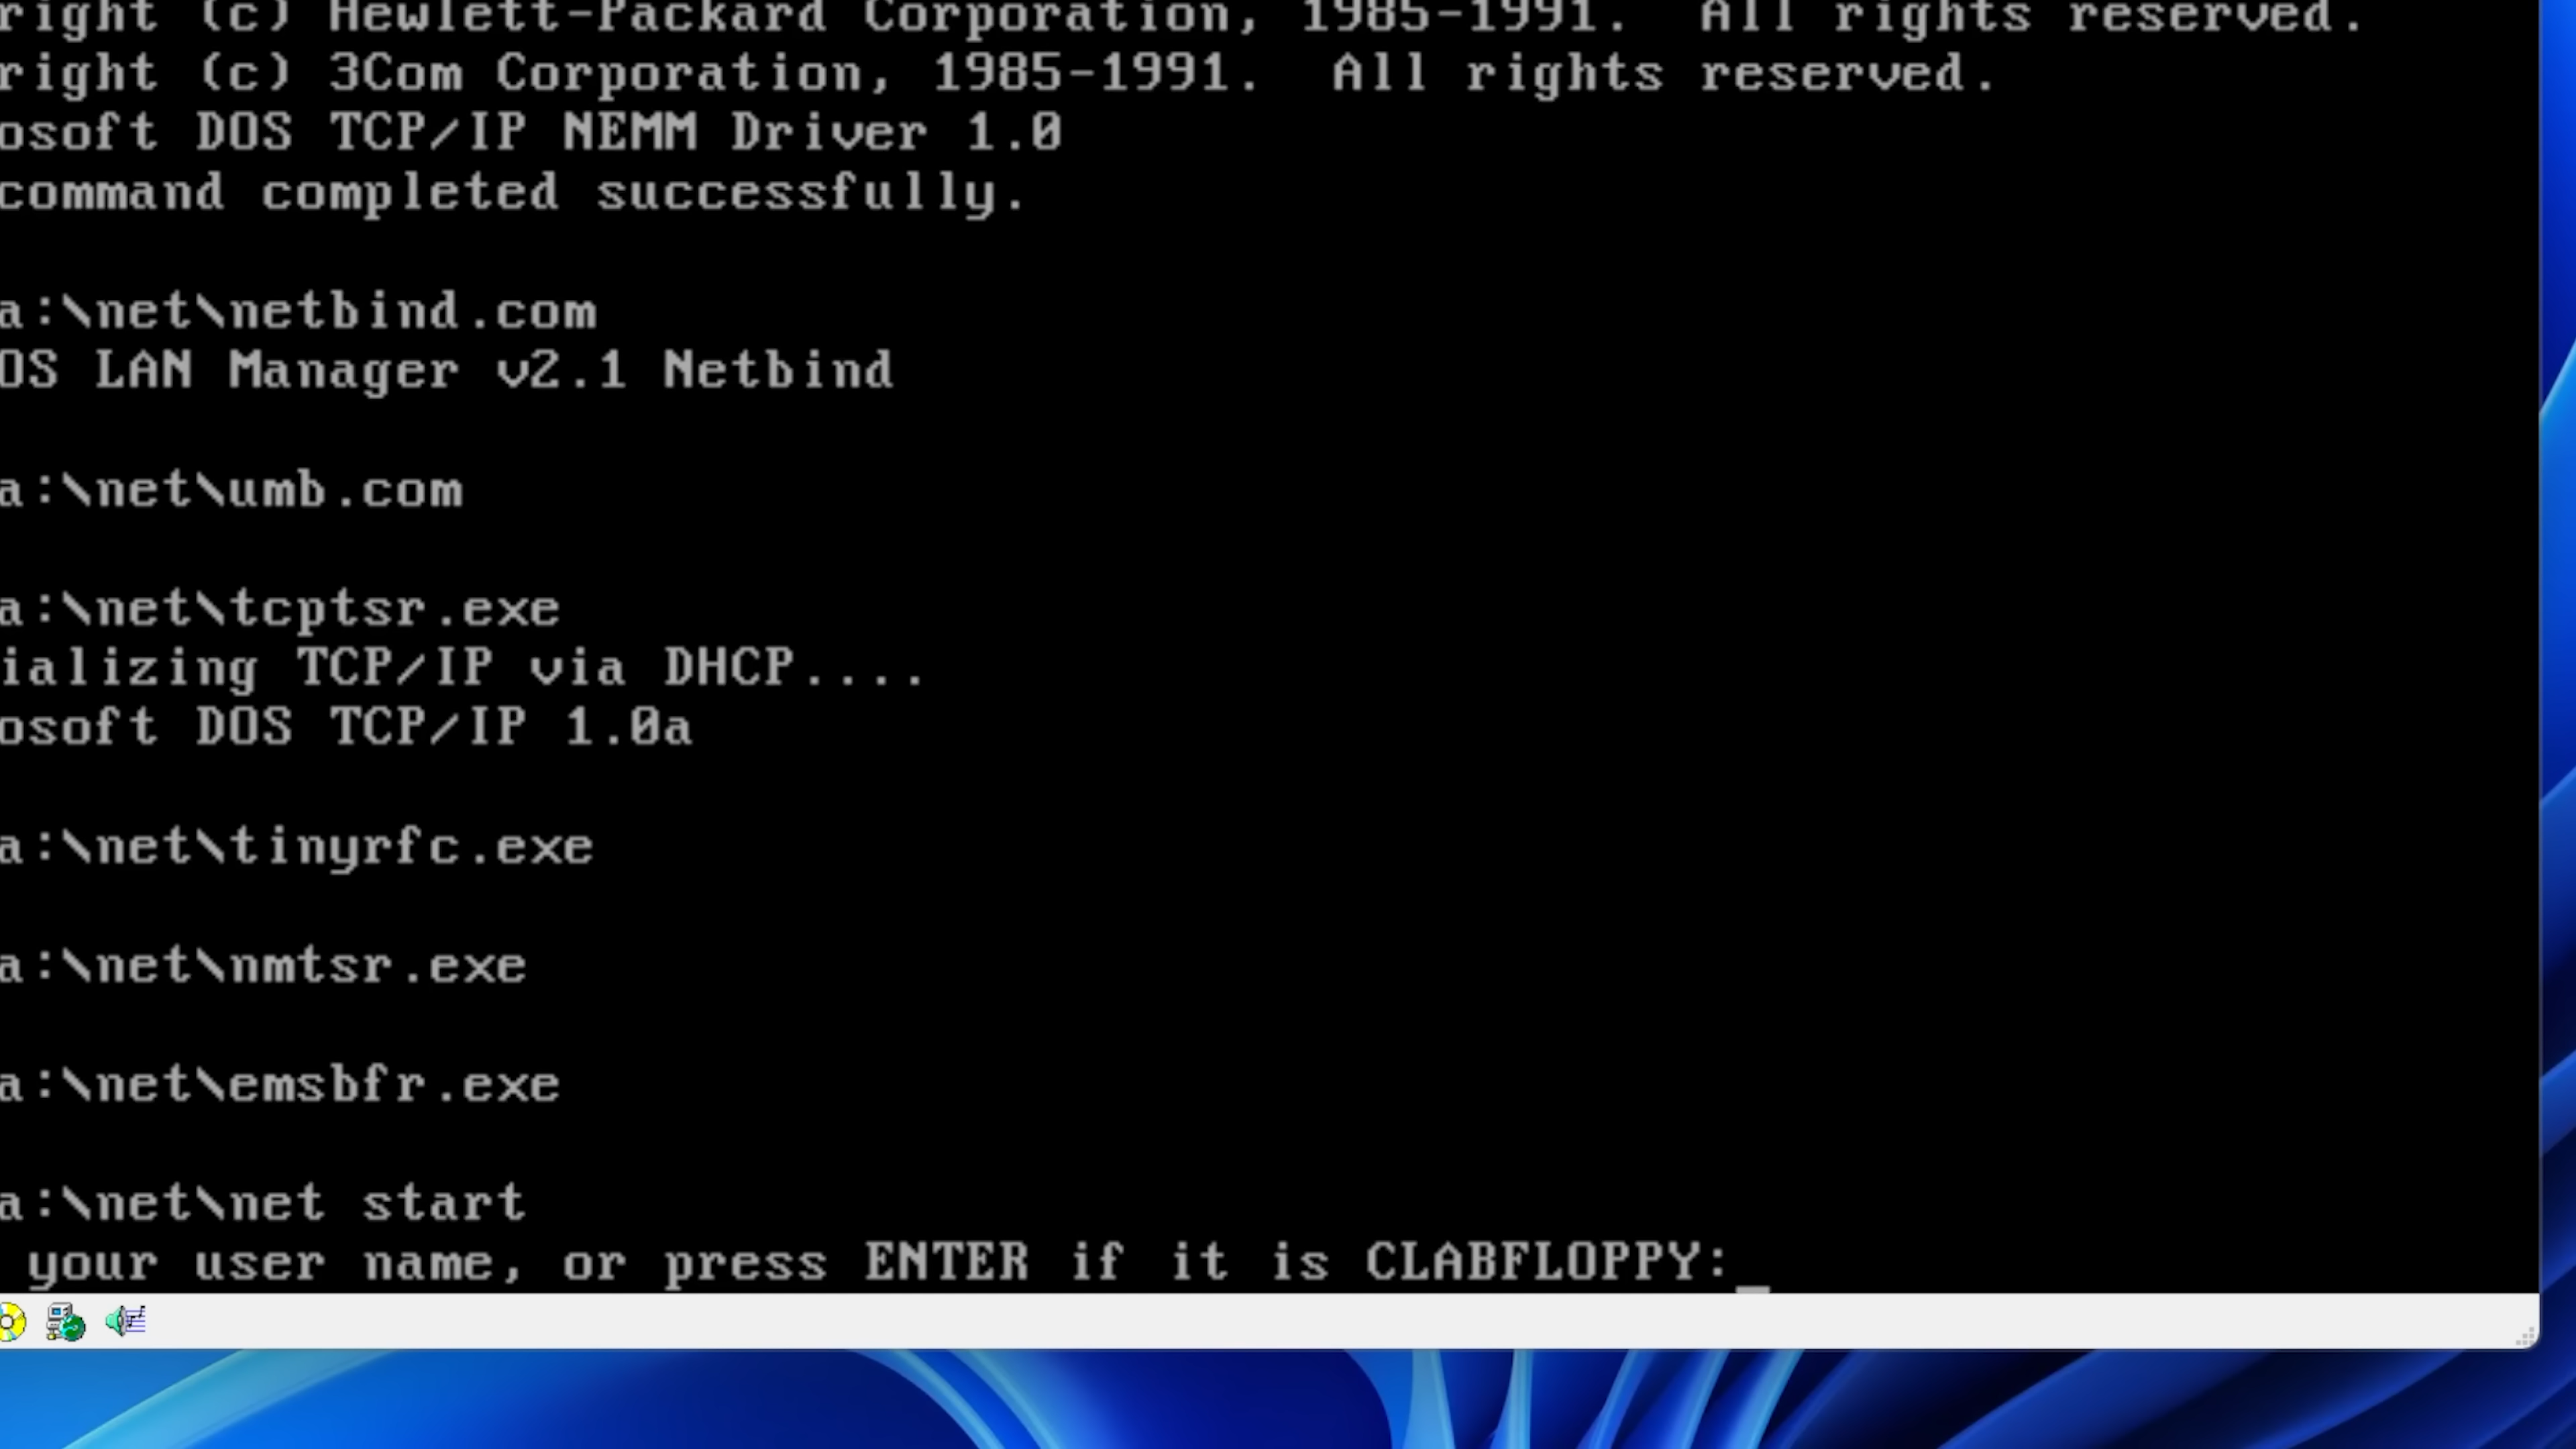 right (c) Hewlett-Packard Corporation, 1985-1991.  All rights reserved.
right (c) 3Com Corporation, 1985-1991.  All rights reserved.
osoft DOS TCP/IP NEMM Driver 1.0
command completed successfully.
a:\net\netbind.com
OS LAN Manager v2.1 Netbind
a:\net\umb.com
a:\net\tcptsr.exe
ializing TCP/IP via DHCP....
osoft DOS TCP/IP 1.0a
a:\net\tinyrfc.exe
a:\net\nmtsr.exe
a:\net\emsbfr.exe
a:\net\net start
your user name, or press ENTER if it is CLABFLOPPY:_